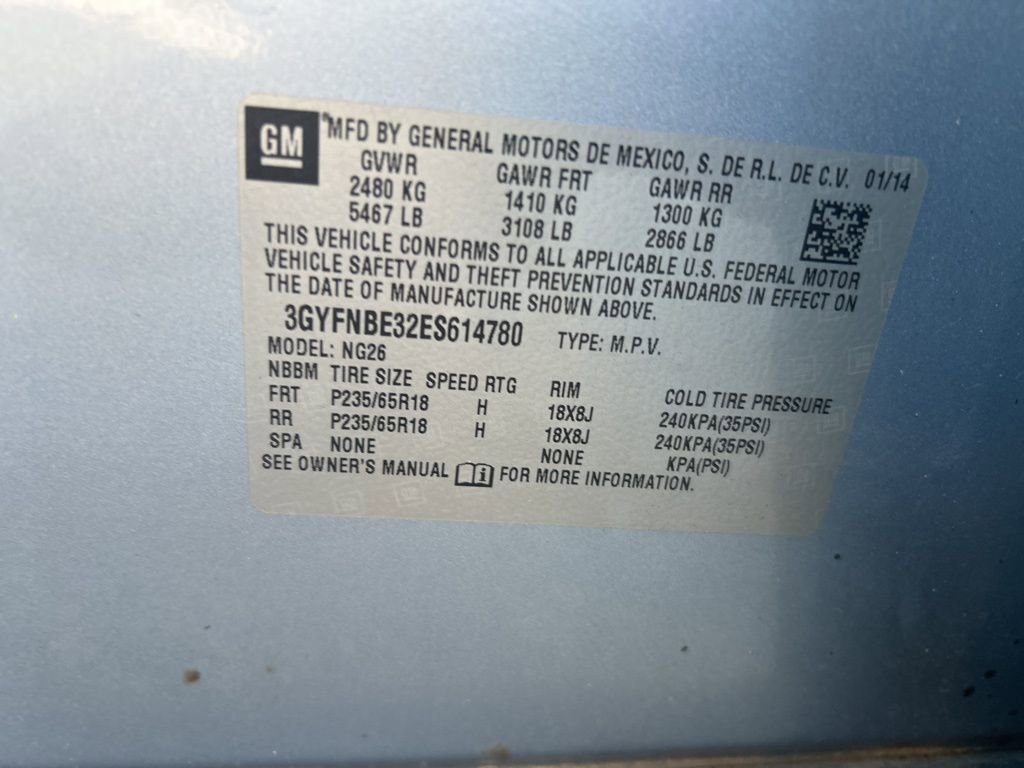 GM
MFD BY GENERAL MOTORS DE MEXICO, S. DE R.L. DE C.V. 01/14
GVWR GAWR FRT GAWR RR
2480 KG 1410 KG 1300 KG
5467 LB 3108 LB 2866 LB
THIS VEHICLE CONFORMS TO ALL APPLICABLE U.S. FEDERAL MOTOR
VEHICLE SAFETY AND THEFT PREVENTION STANDARDS IN EFFECT ON
THE DATE OF MANUFACTURE SHOWN ABOVE.
3GYFNBE32ES614780 TYPE: M.P.V.
MODEL: NG26
NBBM TIRE SIZE SPEED RTG RIM COLD TIRE PRESSURE
FRT P235/65R18 H 18X8J 240KPA(35PSI)
RR P235/65R18 H 18X8J 240KPA(35PSI)
SPA NONE NONE KPA(PSI)
SEE OWNER'S MANUAL FOR MORE INFORMATION.